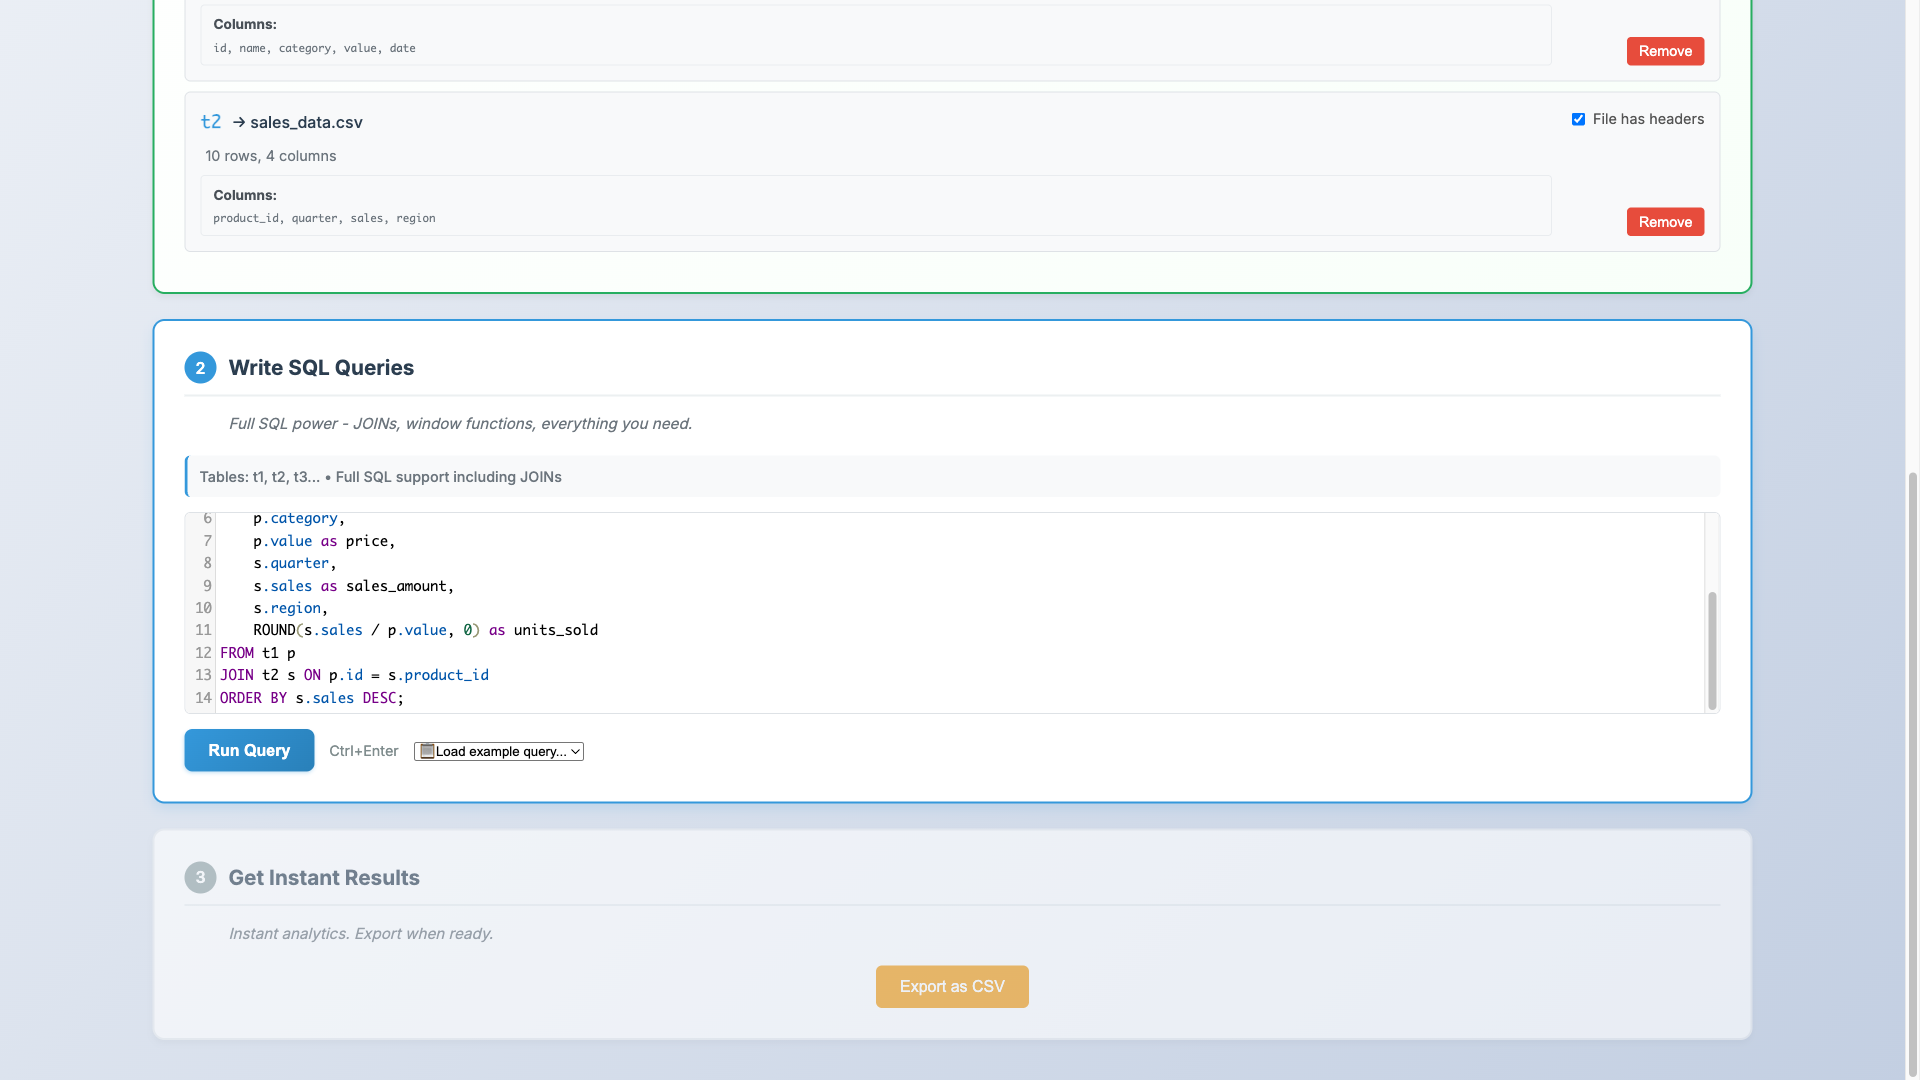 Columns:
id, name, category, value, date
Remove
t2 → sales_data.csv
File has headers
10 rows, 4 columns
Columns:
product_id, quarter, sales, region
Remove
2 Write SQL Queries
Full SQL power - JOINs, window functions, everything you need.
Tables: t1, t2, t3... • Full SQL support including JOINs
6 p.category,
7 p.value as price,
8 s.quarter,
9 s.sales as sales_amount,
10 s.region,
11 ROUND(s.sales / p.value, 0) as units_sold
12 FROM t1 p
13 JOIN t2 s ON p.id = s.product_id
14 ORDER BY s.sales DESC;
Run Query Ctrl+Enter Load example query...
3 Get Instant Results
Instant analytics. Export when ready.
Export as CSV